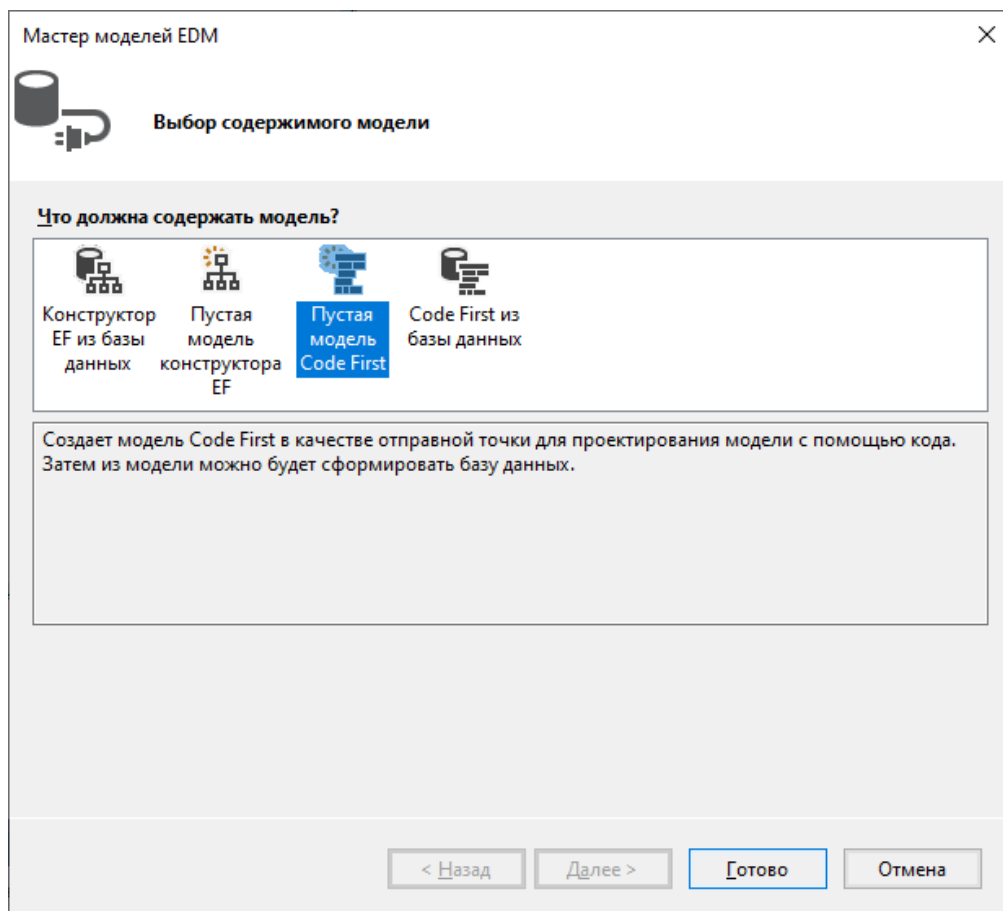 Мастер моделей EDM
Выбор содержимого модели
Что должна содержать модель?
Конструктор
EF из базы
данных
Пустая
модель
конструктора
EF
Пустая
модель
Code First
Code First из
базы данных
Создает модель Code First в качестве отправной точки для проектирования модели с помощью кода.
Затем из модели можно будет сформировать базу данных.
< Назад
Далее >
Готово
Отмена